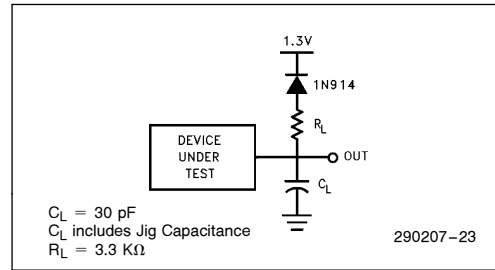 1.3V
1N914
R_L
DEVICE
UNDER
TEST
OUT
C_L
C_L = 30 pF
C_L includes Jig Capacitance
R_L = 3.3 KΩ
290207–23